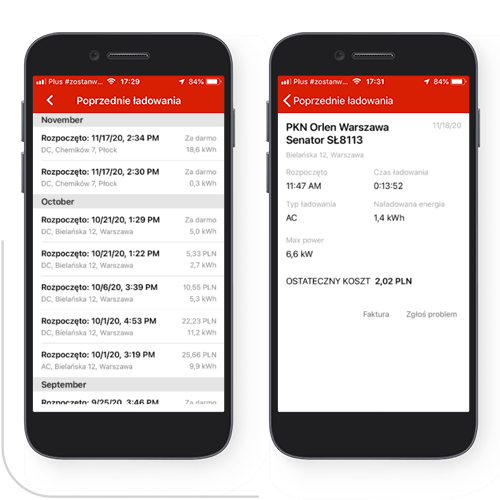 Plus #zostanw... 17:29 84%
Poprzednie ładowania
November
Rozpoczęto: 11/17/20, 2:34 PM Za darmo
DC, Chemików 7, Płock 18,6 kWh
Rozpoczęto: 11/17/20, 2:30 PM Za darmo
DC, Chemików 7, Płock 0,3 kWh
October
Rozpoczęto: 10/21/20, 1:29 PM Za darmo
DC, Bielańska 12, Warszawa 5,0 kWh
Rozpoczęto: 10/21/20, 1:22 PM 5,33 PLN
DC, Bielańska 12, Warszawa 2,7 kWh
Rozpoczęto: 10/6/20, 3:39 PM 10,55 PLN
DC, Bielańska 12, Warszawa 5,3 kWh
Rozpoczęto: 10/1/20, 4:53 PM 22,23 PLN
DC, Bielańska 12, Warszawa 11,2 kWh
Rozpoczęto: 10/1/20, 3:19 PM 25,66 PLN
AC, Bielańska 12, Warszawa 9,9 kWh
September
Rozpoczęto: 9/25/20, 3:46 PM Za darmo
Plus #zostanw... 17:31 84%
Poprzednie ładowania
PKN Orlen Warszawa 11/18/20
Senator SŁ8113
Bielańska 12, Warszawa
Rozpoczęto Czas ładowania
11:47 AM 0:13:52
Typ ładowania Naładowana energia
AC 1,4 kWh
Max power
6,6 kW
OSTATECZNY KOSZT 2,02 PLN
Faktura Zgłoś problem